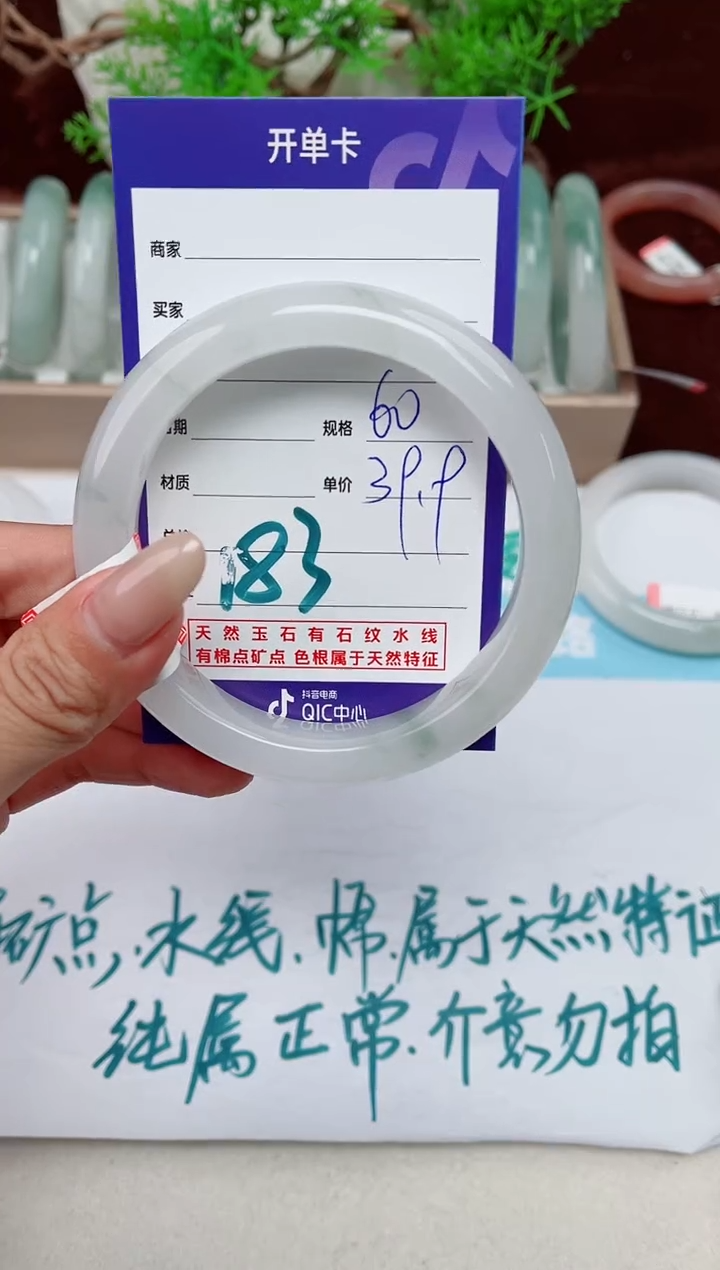 开单卡
商家
买家
期
规格 60
材质
单价 39.9
183
天然玉石有石纹水线
有棉点矿点 色根属于天然特征
抖音电商
QIC中心
矿点,水线.棉.属于天然特征
纯属正常.介意勿拍